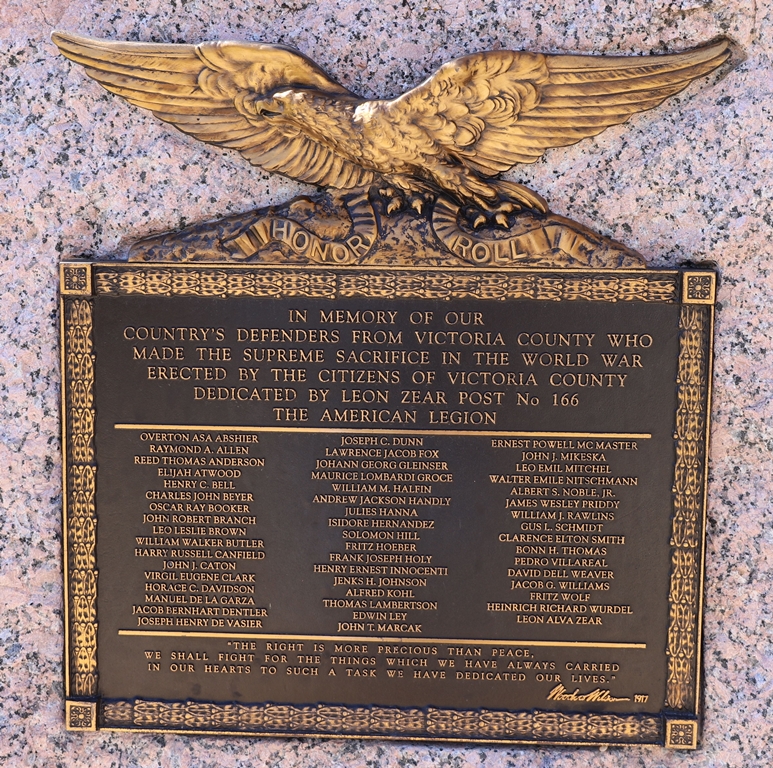 HONOR ROLL
IN MEMORY OF OUR
COUNTRY'S DEFENDERS FROM VICTORIA COUNTY WHO
MADE THE SUPREME SACRIFICE IN THE WORLD WAR
ERECTED BY THE CITIZENS OF VICTORIA COUNTY
DEDICATED BY LEON ZEAR POST No 166
THE AMERICAN LEGION
OVERTON ASA ABSHIER
RAYMOND A. ALLEN
REED THOMAS ANDERSON
ELIJAH ATWOOD
HENRY C. BELL
CHARLES JOHN BEYER
OSCAR RAY BOOKER
JOHN ROBERT BRANCH
LEO LESLIE BROWN
WILLIAM WALKER BUTLER
HARRY RUSSELL CANFIELD
JOHN J. CATON
VIRGIL EUGENE CLARK
HORACE C. DAVIDSON
MANUEL DE LA GARZA
JACOB BERNHART DENTLER
JOSEPH HENRY DE VASIER
JOSEPH C. DUNN
LAWRENCE JACOB FOX
JOHANN GEORG GLEINSER
MAURICE LOMBARDI GROCE
WILLIAM M. HALFIN
ANDREW JACKSON HANDLY
JULIES HANNA
ISIDORE HERNANDEZ
SOLOMON HILL
FRITZ HOEBER
FRANK JOSEPH HOLY
HENRY ERNEST INNOCENTI
JENKS H. JOHNSON
ALFRED KOHL
THOMAS LAMBERTSON
EDWIN LEY
JOHN T. MARCAK
ERNEST POWELL MC MASTER
JOHN J. MIKESKA
LEO EMIL MITCHEL
WALTER EMILE NITSCHMANN
ALBERT S. NOBLE, JR.
JAMES WESLEY PRIDDY
WILLIAM J. RAWLINS
GUS L. SCHMIDT
CLARENCE ELTON SMITH
BONN H. THOMAS
PEDRO VILLAREAL
DAVID DELL WEAVER
JACOB G. WILLIAMS
FRITZ WOLF
HEINRICH RICHARD WURDEL
LEON ALVA ZEAR
"THE RIGHT IS MORE PRECIOUS THAN PEACE,
WE SHALL FIGHT FOR THE THINGS WHICH WE HAVE ALWAYS CARRIED
IN OUR HEARTS TO SUCH A TASK WE HAVE DEDICATED OUR LIVES."
Woodrow Wilson 1917